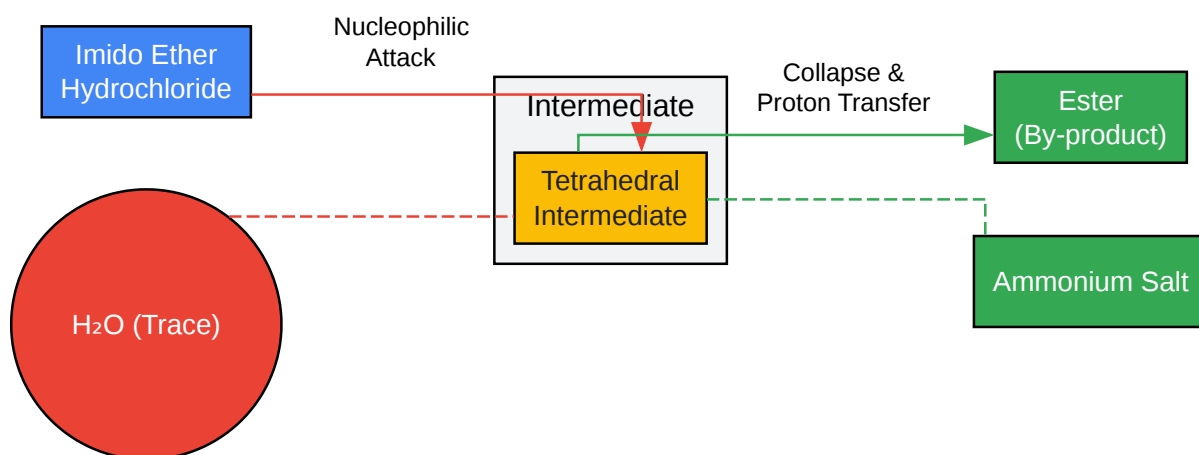 Imido Ether
Hydrochloride
Nucleophilic
Attack
Intermediate
Tetrahedral
Intermediate
Collapse &
Proton Transfer
Ester
(By-product)
H₂O (Trace)
Ammonium Salt